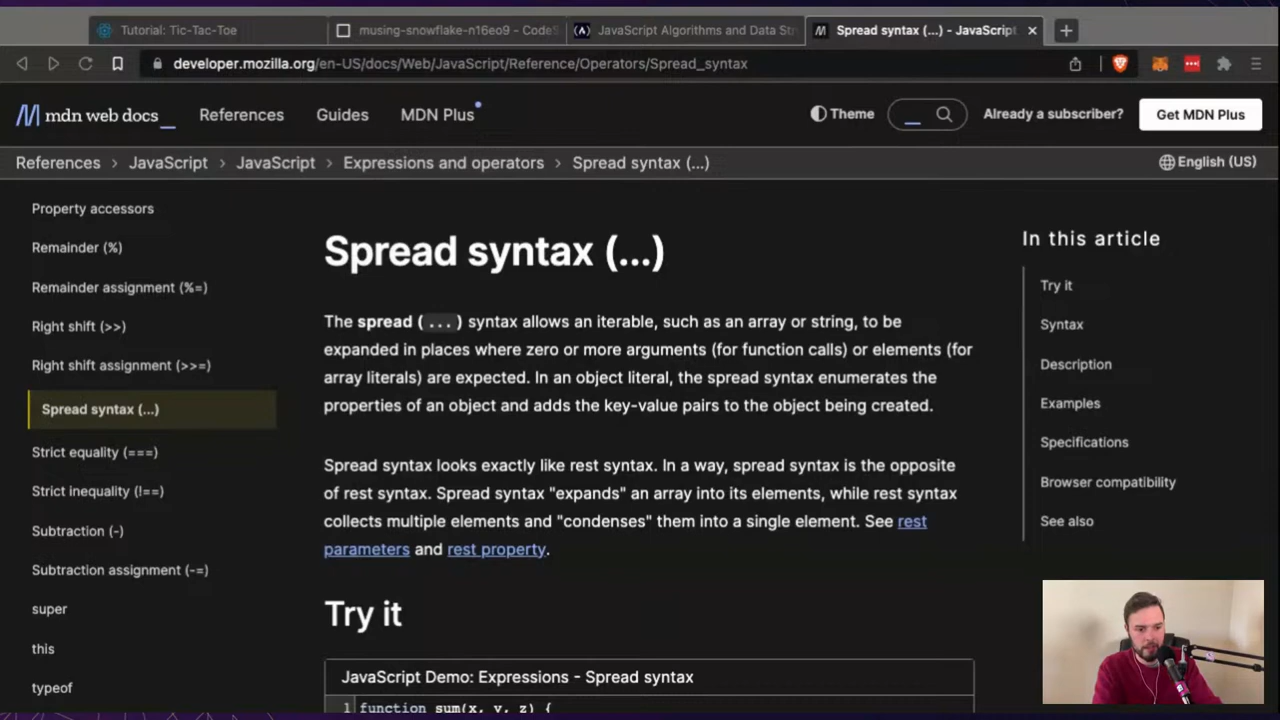 Tutorial: Tic-Tac-Toe
musing-snowflake-n16eo9 - CodeS
JavaScript Algorithms and Data Str
Spread syntax (...) - JavaScript
developer.mozilla.org/en-US/docs/Web/JavaScript/Reference/Operators/Spread_syntax
mdn web docs
References
Guides
MDN Plus
Theme
Already a subscriber?
Get MDN Plus
References > JavaScript > JavaScript > Expressions and operators > Spread syntax (...)
English (US)
Property accessors
Remainder (%)
Remainder assignment (%=)
Right shift (>>)
Right shift assignment (>>=)
Spread syntax (...)
Strict equality (===)
Strict inequality (!==)
Subtraction (-)
Subtraction assignment (-=)
super
this
typeof
Spread syntax (...)
The spread (...) syntax allows an iterable, such as an array or string, to be
expanded in places where zero or more arguments (for function calls) or elements (for
array literals) are expected. In an object literal, the spread syntax enumerates the
properties of an object and adds the key-value pairs to the object being created.
Spread syntax looks exactly like rest syntax. In a way, spread syntax is the opposite
of rest syntax. Spread syntax "expands" an array into its elements, while rest syntax
collects multiple elements and "condenses" them into a single element. See rest
parameters and rest property.
Try it
JavaScript Demo: Expressions - Spread syntax
1 function sum(x, y, z) {
In this article
Try it
Syntax
Description
Examples
Specifications
Browser compatibility
See also